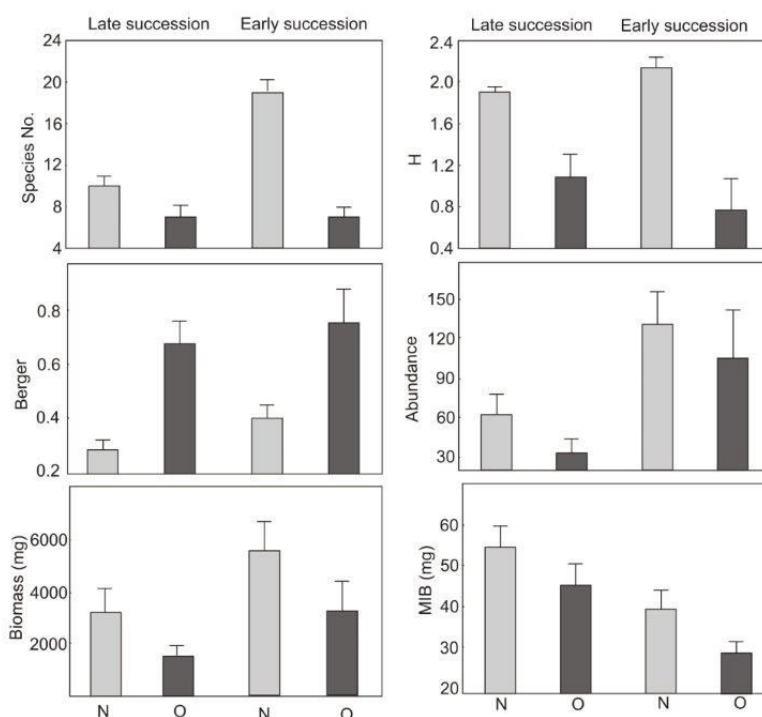 Late succession Early succession
24
20
16
12
8
4
Species No.
Late succession Early succession
2.4
2.0
1.6
1.2
0.8
0.4
H
0.8
0.6
0.4
0.2
Berger
150
120
90
60
30
Abundance
6000
4000
2000
Biomass (mg)
N O N O
60
50
40
30
20
MIB (mg)
N O N O